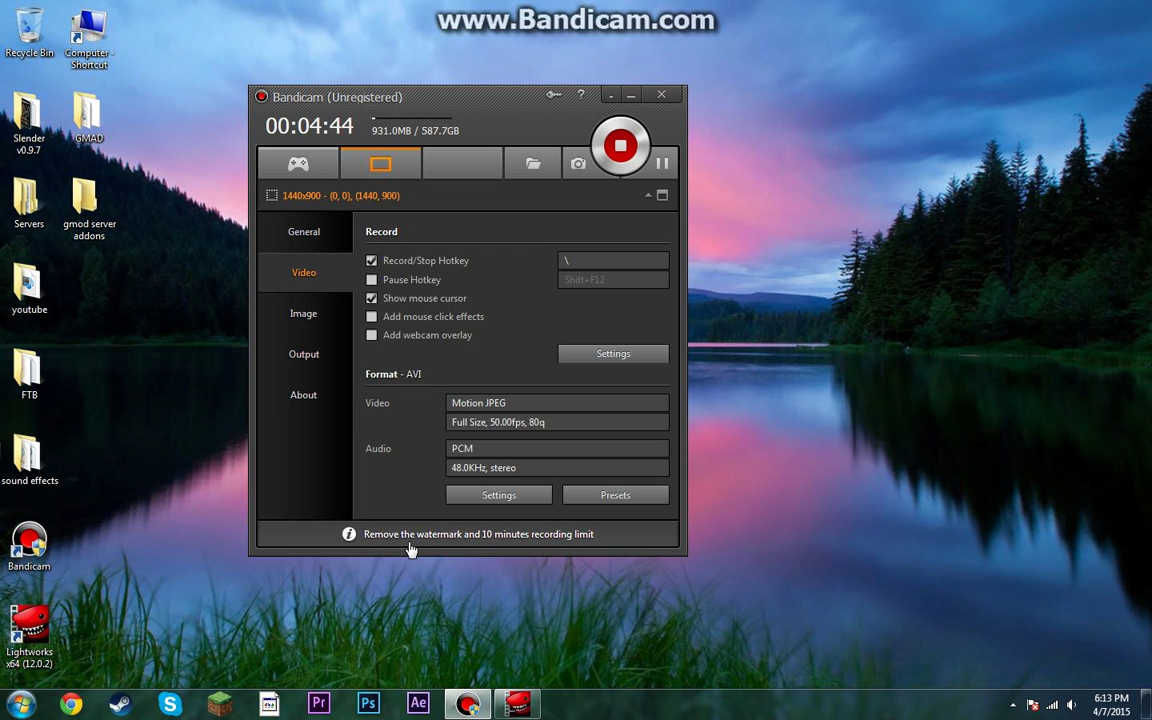 www.Bandicam.com
Recycle Bin
Computer -
Shortcut
Slender
v0.9.7
GMAD
Servers
gmod server
addons
youtube
FTB
sound effects
Bandicam
Lightworks
x64 (12.0.2)
Bandicam (Unregistered)
?
00:04:44
931.0MB / 587.7GB
1440x900 - (0, 0), (1440, 900)
General
Video
Image
Output
About
Record
Record/Stop Hotkey
\
Pause Hotkey
Shift+F12
Show mouse cursor
Add mouse click effects
Add webcam overlay
Settings
Format - AVI
Video
Motion JPEG
Full Size, 50.00fps, 80q
Audio
PCM
48.0KHz, stereo
Settings
Presets
i
Remove the watermark and 10 minutes recording limit
S
Pr
Ps
Ae
6:13 PM
4/7/2015